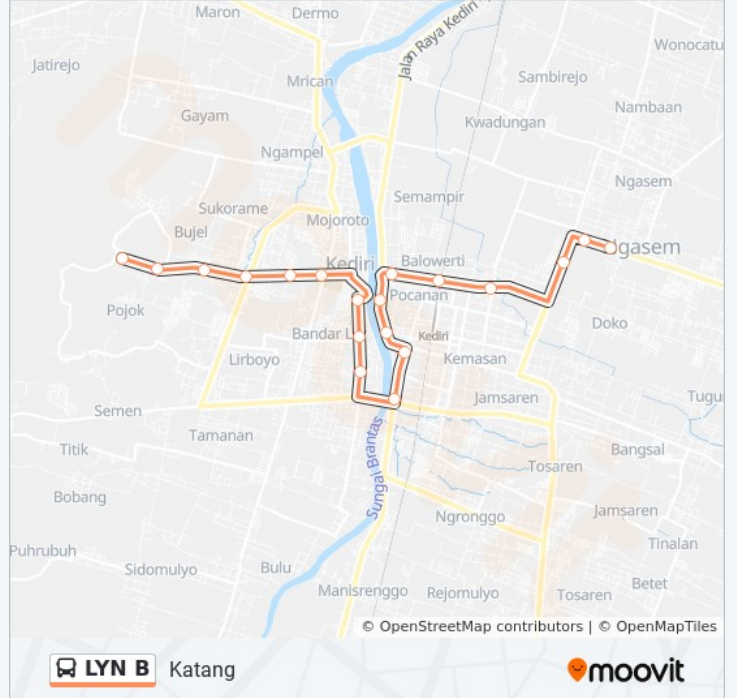 Maron
Dermo
Jalan Raya Kediri
Wonocatu
Jatirejo
Mrican
Sambirejo
Nambaan
Gayam
Kwadungan
Ngampel
Ngasem
Semampir
Sukorame
Mojoroto
Bujel
Kediri
Balowerti
gasem
Pocanan
Pojok
Doko
Bandar L
Kediri
Lirboyo
Kemasan
Jamsaren
Tugu
Semen
Tamanan
Titik
Bangsal
Sungai Brantas
Tosaren
Bobang
Ngronggo
Jamsaren
Tinalan
Puhrubuh
Sidomulyo
Bulu
Betet
Manisrenggo
Rejomulyo
Tosaren
© OpenStreetMap contributors | © OpenMapTiles
LYN B Katang
moovit